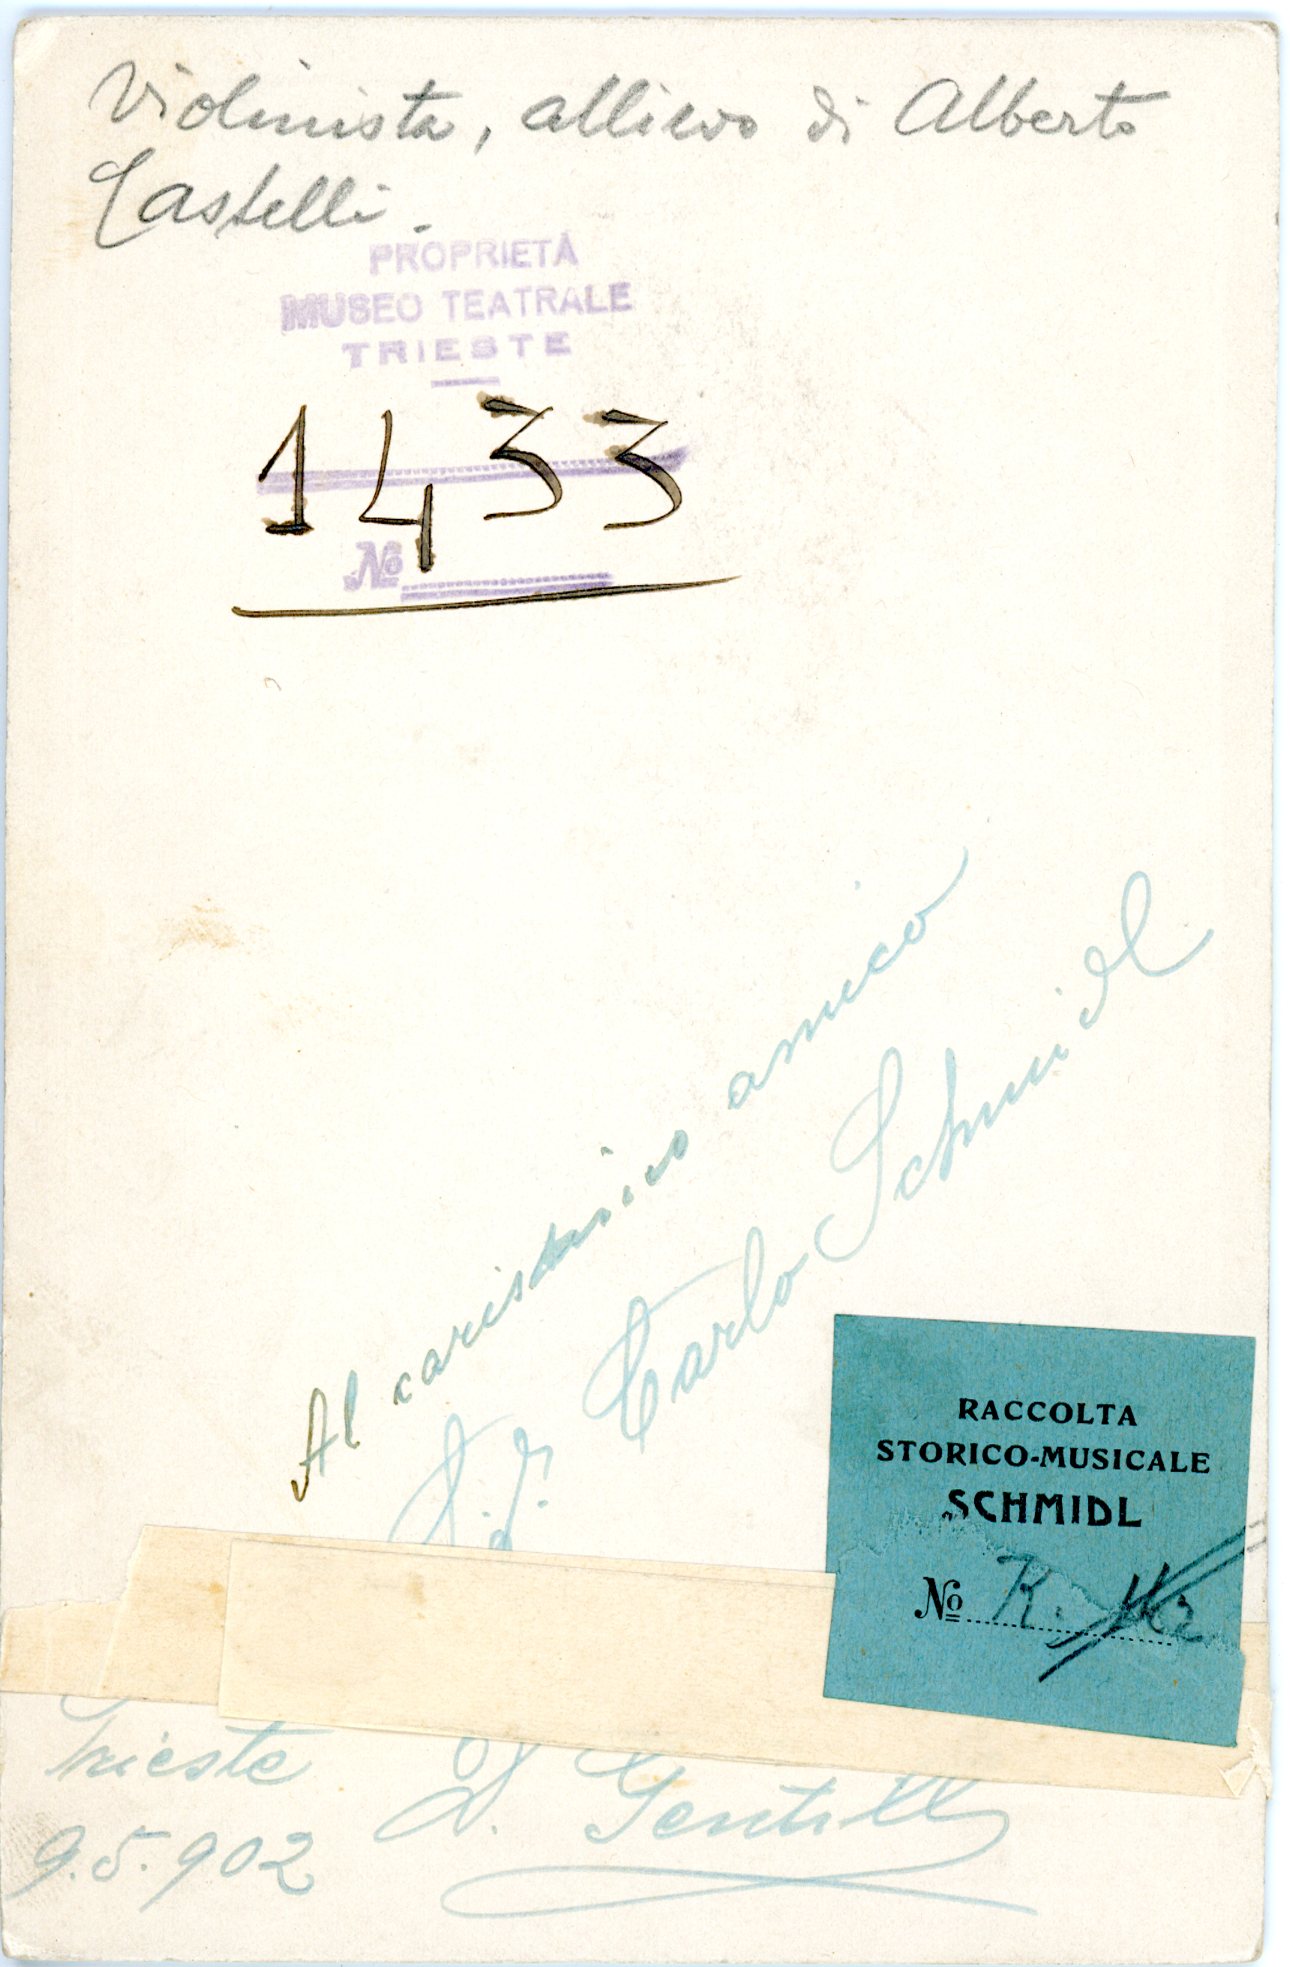 Violinista, allievo di Alberto
Castelli.
PROPRIETÀ
MUSEO TEATRALE
TRIESTE
1433
No
Al carissimo amico
Carlo Schmidl
RACCOLTA
STORICO-MUSICALE
SCHMIDL
No R.
Trieste
9.5.902
Gentilli